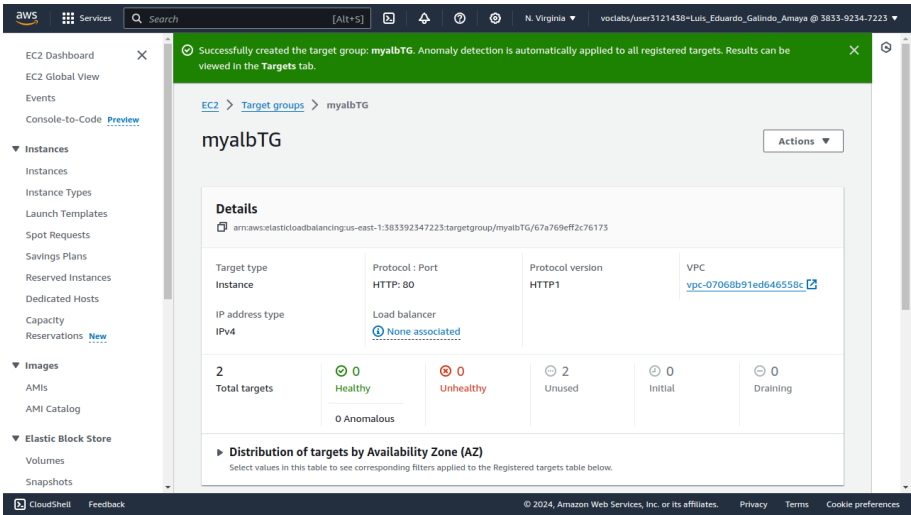 aws
Services
Search
[Alt+S]
N. Virginia
voclabs/user3121438=Luis_Eduardo_Galindo_Amaya @ 3833-9234-7223
EC2 Dashboard
EC2 Global View
Events
Console-to-Code Preview
Instances
Instances
Instance Types
Launch Templates
Spot Requests
Savings Plans
Reserved Instances
Dedicated Hosts
Capacity
Reservations New
Images
AMIs
AMI Catalog
Elastic Block Store
Volumes
Snapshots
Successfully created the target group: myalbTG. Anomaly detection is automatically applied to all registered targets. Results can be
viewed in the Targets tab.
EC2 > Target groups > myalbTG
myalbTG
Actions
Details
arn:aws:elasticloadbalancing:us-east-1:383392347223:targetgroup/myalbTG/67a769eff2c76173
Target type
Instance
Protocol : Port
HTTP: 80
Protocol version
HTTP1
VPC
vpc-07068b91ed646558c
IP address type
IPv4
Load balancer
None associated
2
Total targets
0
Healthy
0 Anomalous
0
Unhealthy
2
Unused
0
Initial
0
Draining
Distribution of targets by Availability Zone (AZ)
Select values in this table to see corresponding filters applied to the Registered targets table below.
CloudShell
Feedback
© 2024, Amazon Web Services, Inc. or its affiliates.
Privacy
Terms
Cookie preferences